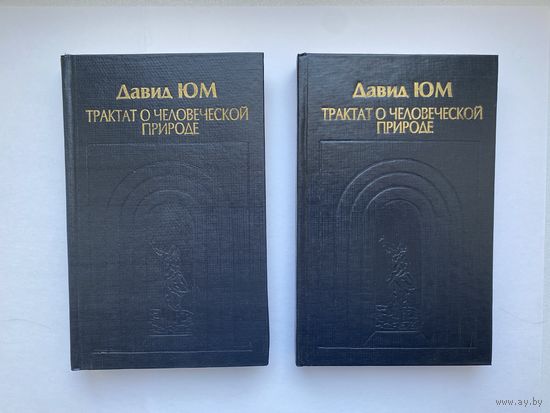 Давид ЮМ
ТРАКТАТ О ЧЕЛОВЕЧЕСКОЙ
ПРИРОДЕ
Давид ЮМ
ТРАКТАТ О ЧЕЛОВЕЧЕСКОЙ
ПРИРОДЕ
www.ay.by